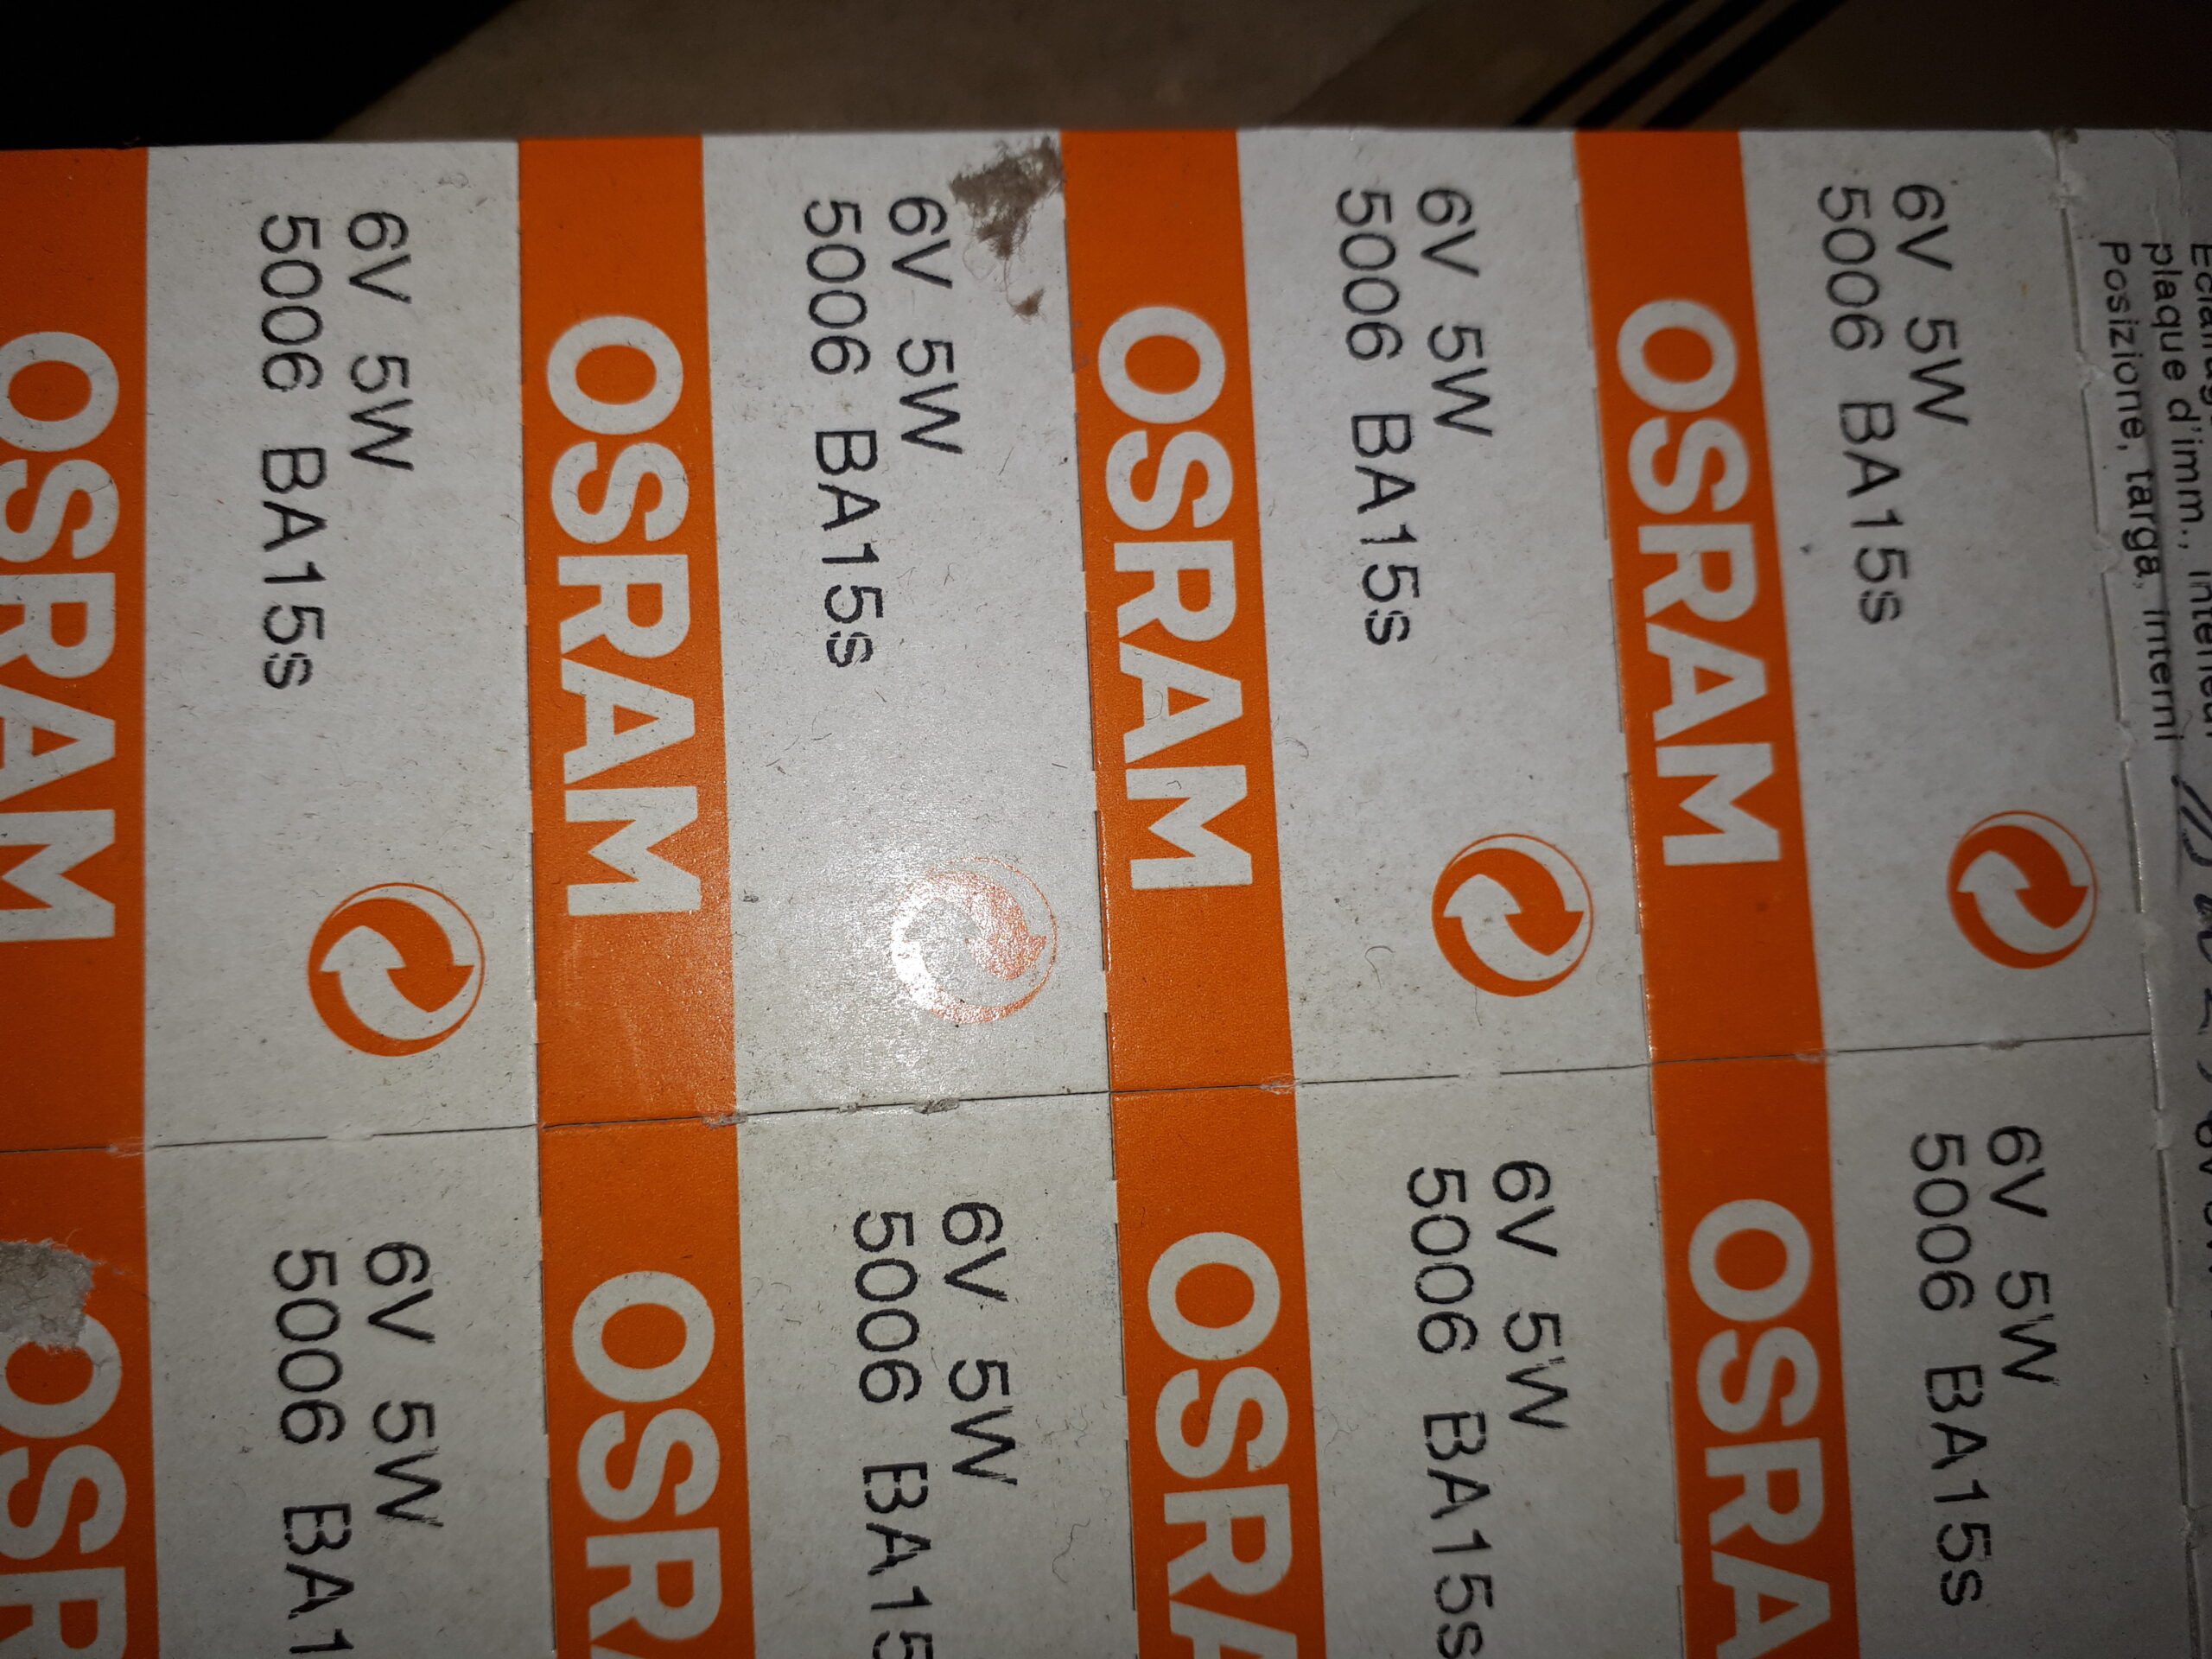 plaque d'imm., intérieur
Posizione, targa, interni
6V 5W
5006 BA15s
6V 5W
5006 BA15s
OSRAM
OSRA
6V 5W
5006 BA15s
6V 5W
5006 BA15s
OSRAM
OSRA
6V 5W
5006 BA15s
6V 5W
5006 BA15
OSRAM
OSR
6V 5W
5006 BA15s
6V 5W
5006 BA1
OSRAM
OSR